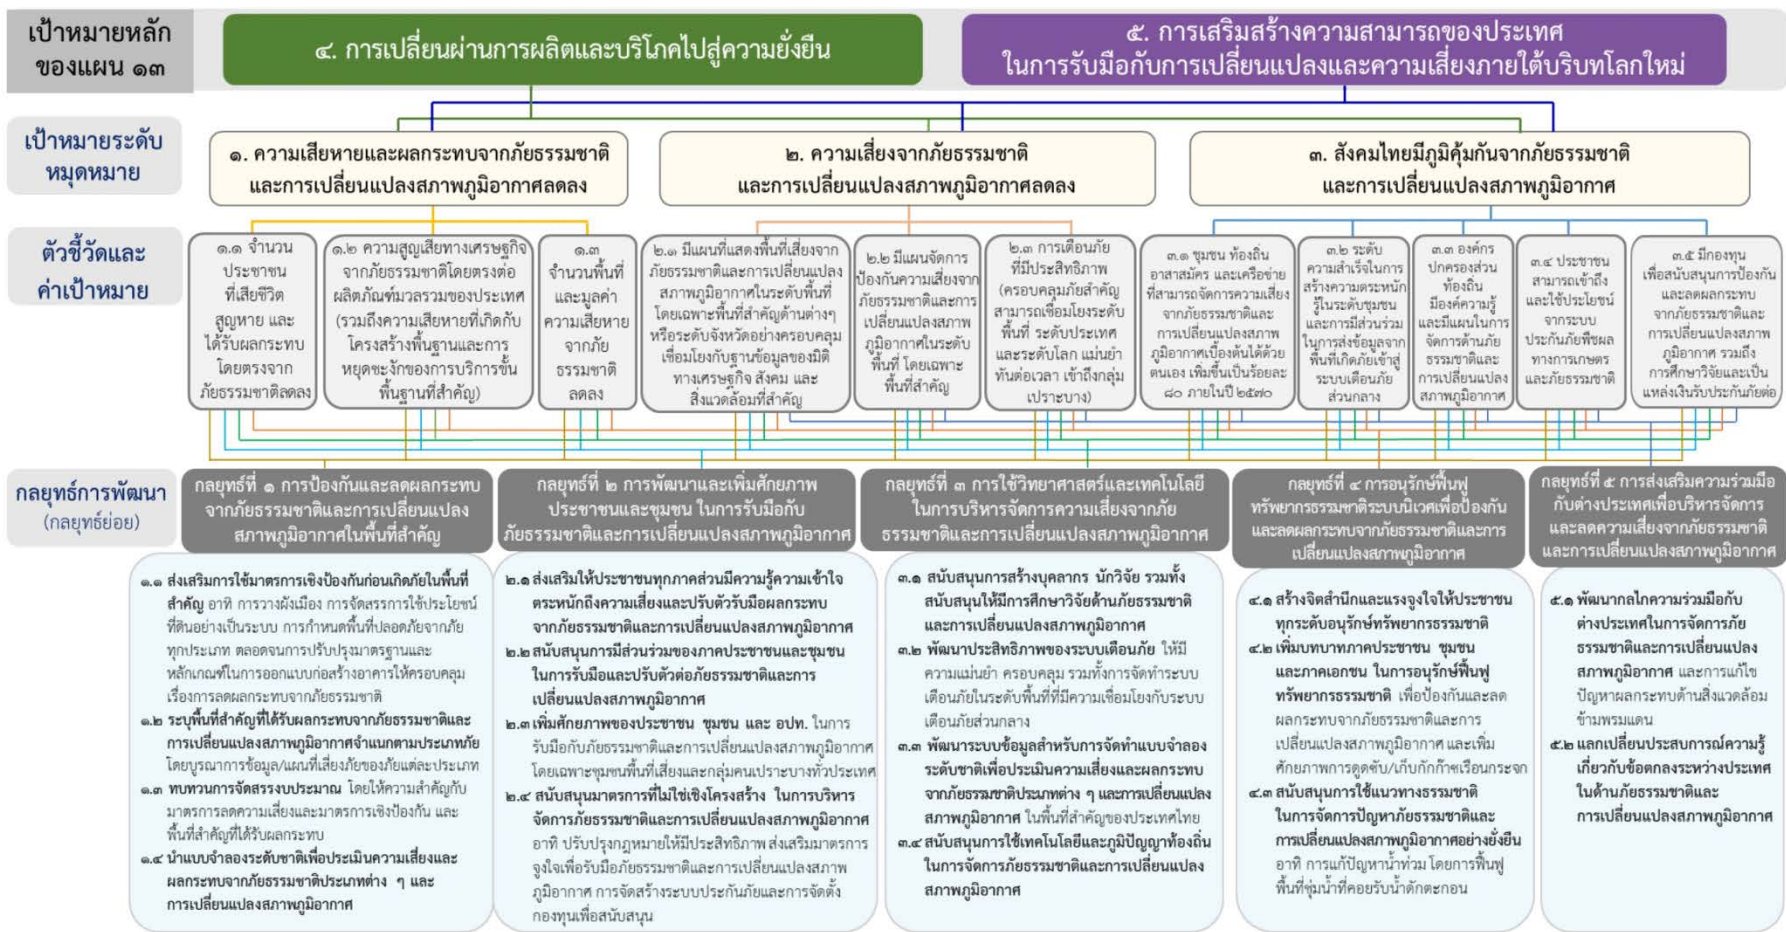 เป้าหมายหลัก
ของแผน ๑๓
๔. การเปลี่ยนผ่านการผลิตและบริโภคไปสู่ความยั่งยืน
๕. การเสริมสร้างความสามารถของประเทศ
ในการรับมือกับการเปลี่ยนแปลงและความเสี่ยงภายใต้บริบทโลกใหม่
เป้าหมายระดับ
หมุดหมาย
๑. ความเสียหายและผลกระทบจากภัยธรรมชาติ
และการเปลี่ยนแปลงสภาพภูมิอากาศลดลง
๒. ความเสี่ยงจากภัยธรรมชาติ
และการเปลี่ยนแปลงสภาพภูมิอากาศลดลง
๓. สังคมไทยมีภูมิคุ้มกันจากภัยธรรมชาติ
และการเปลี่ยนแปลงสภาพภูมิอากาศ
ตัวชี้วัดและ
ค่าเป้าหมาย
๑.๑ จำนวน
ประชาชน
ที่เสียชีวิต
สูญหาย และ
ได้รับผลกระทบ
โดยตรงจาก
ภัยธรรมชาติลดลง
๑.๒ ความสูญเสียทางเศรษฐกิจ
จากภัยธรรมชาติโดยตรงต่อ
ผลิตภัณฑ์มวลรวมของประเทศ
(รวมถึงความเสียหายที่เกิดกับ
โครงสร้างพื้นฐานและการ
หยุดชะงักของการบริการขั้น
พื้นฐานที่สำคัญ)
๑.๓
จำนวนพื้นที่
และมูลค่า
ความเสียหาย
จากภัย
ธรรมชาติ
ลดลง
๒.๑ มีแผนที่แสดงพื้นที่เสี่ยงจาก
ภัยธรรมชาติและการเปลี่ยนแปลง
สภาพภูมิอากาศในระดับพื้นที่
โดยเฉพาะพื้นที่สำคัญด้านต่างๆ
หรือระดับจังหวัดอย่างครอบคลุม
เชื่อมโยงกับฐานข้อมูลของมิติ
ทางเศรษฐกิจ สังคม และ
สิ่งแวดล้อมที่สำคัญ
๒.๒ มีแผนจัดการ
ป้องกันความเสี่ยงจาก
ภัยธรรมชาติและการ
เปลี่ยนแปลงสภาพ
ภูมิอากาศในระดับ
พื้นที่ โดยเฉพาะ
พื้นที่สำคัญ
๒.๓ การเตือนภัย
ที่มีประสิทธิภาพ
(ครอบคลุมภัยสำคัญ
สามารถเชื่อมโยงระดับ
พื้นที่ ระดับประเทศ
และระดับโลก แม่นยำ
ทันต่อเวลา เข้าถึงกลุ่ม
เปราะบาง)
๓.๑ ชุมชน ท้องถิ่น
อาสาสมัคร และเครือข่าย
ที่สามารถจัดการความเสี่ยง
จากภัยธรรมชาติและ
การเปลี่ยนแปลงสภาพ
ภูมิอากาศเบื้องต้นได้ด้วย
ตนเอง เพิ่มขึ้นเป็นร้อยละ
๘๐ ภายในปี ๒๕๗๐
๓.๒ ระดับ
ความสำเร็จในการ
สร้างความตระหนัก
รู้ในระดับชุมชน
และการมีส่วนร่วม
ในการส่งข้อมูลจาก
พื้นที่เกิดภัยเข้าสู่
ระบบเตือนภัย
ส่วนกลาง
๓.๓ องค์กร
ปกครองส่วน
ท้องถิ่น
มีองค์ความรู้
และมีแผนในการ
จัดการด้านภัย
ธรรมชาติและ
การเปลี่ยนแปลง
สภาพภูมิอากาศ
๓.๔ ประชาชน
สามารถเข้าถึง
และใช้ประโยชน์
จากระบบ
ประกันภัยพืชผล
ทางการเกษตร
และภัยธรรมชาติ
๓.๕ มีกองทุน
เพื่อสนับสนุนการป้องกัน
และลดผลกระทบ
จากภัยธรรมชาติและ
การเปลี่ยนแปลงสภาพ
ภูมิอากาศ รวมถึง
การศึกษาวิจัยและเป็น
แหล่งเงินรับประกันภัยต่อ
กลยุทธ์การพัฒนา
(กลยุทธ์ย่อย)
กลยุทธ์ที่ ๑ การป้องกันและลดผลกระทบ
จากภัยธรรมชาติและการเปลี่ยนแปลง
สภาพภูมิอากาศในพื้นที่สำคัญ
กลยุทธ์ที่ ๒ การพัฒนาและเพิ่มศักยภาพ
ประชาชนและชุมชน ในการรับมือกับ
ภัยธรรมชาติและการเปลี่ยนแปลงสภาพภูมิอากาศ
กลยุทธ์ที่ ๓ การใช้วิทยาศาสตร์และเทคโนโลยี
ในการบริหารจัดการความเสี่ยงจากภัย
ธรรมชาติและการเปลี่ยนแปลงสภาพภูมิอากาศ
กลยุทธ์ที่ ๔ การอนุรักษ์ฟื้นฟู
ทรัพยากรธรรมชาติระบบนิเวศเพื่อป้องกัน
และลดผลกระทบจากภัยธรรมชาติและการ
เปลี่ยนแปลงสภาพภูมิอากาศ
กลยุทธ์ที่ ๕ การส่งเสริมความร่วมมือ
กับต่างประเทศเพื่อบริหารจัดการ
และลดความเสี่ยงจากภัยธรรมชาติ
และการเปลี่ยนแปลงสภาพภูมิอากาศ
๑.๑ ส่งเสริมการใช้มาตรการเชิงป้องกันก่อนเกิดภัยในพื้นที่
สำคัญ อาทิ การวางผังเมือง การจัดสรรการใช้ประโยชน์
ที่ดินอย่างเป็นระบบ การกำหนดพื้นที่ปลอดภัยจากภัย
ทุกประเภท ตลอดจนการปรับปรุงมาตรฐานและ
หลักเกณฑ์ในการออกแบบก่อสร้างอาคารให้ครอบคลุม
เรื่องการลดผลกระทบจากภัยธรรมชาติ
๑.๒ ระบุพื้นที่สำคัญที่ได้รับผลกระทบจากภัยธรรมชาติและ
การเปลี่ยนแปลงสภาพภูมิอากาศจำแนกตามประเภทภัย
โดยบูรณาการข้อมูล/แผนที่เสี่ยงภัยของภัยแต่ละประเภท
๑.๓ ทบทวนการจัดสรรงบประมาณ โดยให้ความสำคัญกับ
มาตรการลดความเสี่ยงและมาตรการเชิงป้องกัน และ
พื้นที่สำคัญที่ได้รับผลกระทบ
๑.๔ นำแบบจำลองระดับชาติเพื่อประเมินความเสี่ยงและ
ผลกระทบจากภัยธรรมชาติประเภทต่าง ๆ และ
การเปลี่ยนแปลงสภาพภูมิอากาศ
๒.๑ ส่งเสริมให้ประชาชนทุกภาคส่วนมีความรู้ความเข้าใจ
ตระหนักถึงความเสี่ยงและปรับตัวรับมือผลกระทบ
จากภัยธรรมชาติและการเปลี่ยนแปลงสภาพภูมิอากาศ
๒.๒ สนับสนุนการมีส่วนร่วมของภาคประชาชนและชุมชน
ในการรับมือและปรับตัวต่อภัยธรรมชาติและการ
เปลี่ยนแปลงสภาพภูมิอากาศ
๒.๓ เพิ่มศักยภาพของประชาชน ชุมชน และ อปท. ในการ
รับมือกับภัยธรรมชาติและการเปลี่ยนแปลงสภาพภูมิอากาศ
โดยเฉพาะชุมชนพื้นที่เสี่ยงและกลุ่มคนเปราะบางทั่วประเทศ
๒.๔ สนับสนุนมาตรการที่ไม่ใช่เชิงโครงสร้าง ในการบริหาร
จัดการภัยธรรมชาติและการเปลี่ยนแปลงสภาพภูมิอากาศ
อาทิ ปรับปรุงกฎหมายให้มีประสิทธิภาพ ส่งเสริมมาตรการ
จูงใจเพื่อรับมือภัยธรรมชาติและการเปลี่ยนแปลงสภาพ
ภูมิอากาศ การจัดสร้างระบบประกันภัยและการจัดตั้ง
กองทุนเพื่อสนับสนุน
๓.๑ สนับสนุนการสร้างบุคลากร นักวิจัย รวมทั้ง
สนับสนุนให้มีการศึกษาวิจัยด้านภัยธรรมชาติ
และการเปลี่ยนแปลงสภาพภูมิอากาศ
๓.๒ พัฒนาประสิทธิภาพของระบบเตือนภัย ให้มี
ความแม่นยำ ครอบคลุม รวมทั้งการจัดทำระบบ
เตือนภัยในระดับพื้นที่ที่มีความเชื่อมโยงกับระบบ
เตือนภัยส่วนกลาง
๓.๓ พัฒนาระบบข้อมูลสำหรับการจัดทำแบบจำลอง
ระดับชาติเพื่อประเมินความเสี่ยงและผลกระทบ
จากภัยธรรมชาติประเภทต่าง ๆ และการเปลี่ยนแปลง
สภาพภูมิอากาศ ในพื้นที่สำคัญของประเทศไทย
๓.๔ สนับสนุนการใช้เทคโนโลยีและภูมิปัญญาท้องถิ่น
ในการจัดการภัยธรรมชาติและการเปลี่ยนแปลง
สภาพภูมิอากาศ
๔.๑ สร้างจิตสำนึกและแรงจูงใจให้ประชาชน
ทุกระดับอนุรักษ์ทรัพยากรธรรมชาติ
๔.๒ เพิ่มบทบาทภาคประชาชน ชุมชน
และภาคเอกชน ในการอนุรักษ์ฟื้นฟู
ทรัพยากรธรรมชาติ เพื่อป้องกันและลด
ผลกระทบจากภัยธรรมชาติและการ
เปลี่ยนแปลงสภาพภูมิอากาศ และเพิ่ม
ศักยภาพการดูดซับ/เก็บกักก๊าซเรือนกระจก
๔.๓ สนับสนุนการใช้แนวทางธรรมชาติ
ในการจัดการปัญหาภัยธรรมชาติและ
การเปลี่ยนแปลงสภาพภูมิอากาศอย่างยั่งยืน
อาทิ การแก้ปัญหาน้ำท่วม โดยการฟื้นฟู
พื้นที่ชุ่มน้ำที่คอยรับน้ำดักตะกอน
๕.๑ พัฒนากลไกความร่วมมือกับ
ต่างประเทศในการจัดการภัย
ธรรมชาติและการเปลี่ยนแปลง
สภาพภูมิอากาศ และการแก้ไข
ปัญหาผลกระทบด้านสิ่งแวดล้อม
ข้ามพรมแดน
๕.๒ แลกเปลี่ยนประสบการณ์ความรู้
เกี่ยวกับข้อตกลงระหว่างประเทศ
ในด้านภัยธรรมชาติและ
การเปลี่ยนแปลงสภาพภูมิอากาศ